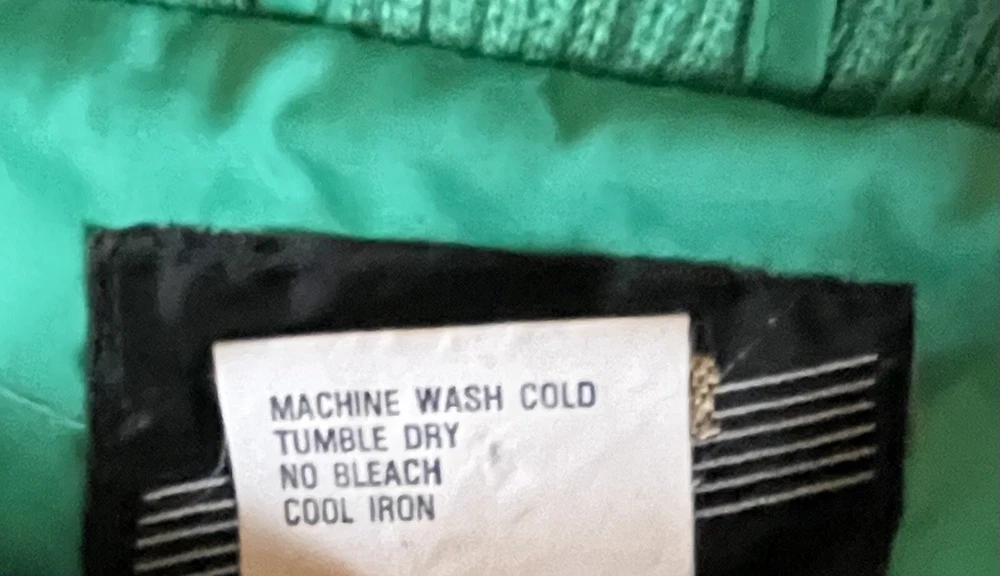 MACHINE WASH COLD
TUMBLE DRY
NO BLEACH
COOL IRON